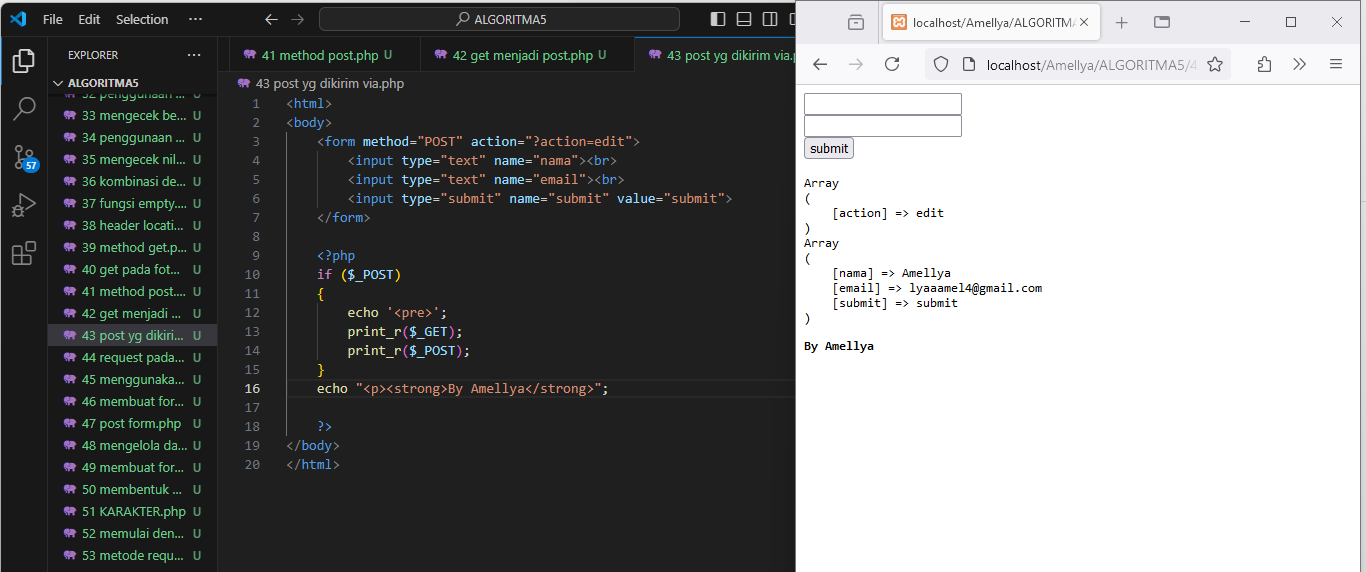 File Edit Selection ··· ALGORITMA5
EXPLORER ···
ALGORITMA5
32 penggunaan ... U
33 mengecek be... U
34 penggunaan ... U
35 mengecek nil... U
36 kombinasi de... U
37 fungsi empty.... U
38 header locati... U
39 method get.p... U
40 get pada fot... U
41 method post.... U
42 get menjadi ... U
43 post yg dikiri... U
44 request pada... U
45 menggunaka... U
46 membuat for... U
47 post form.php U
48 mengelola da... U
49 membuat for... U
50 membentuk ... U
51 KARAKTER.php U
52 memulai den... U
53 metode requ... U
57
41 method post.php U
42 get menjadi post.php U
43 post yg dikirim via.p
43 post yg dikirim via.php
1 <html>
2 <body>
3 <form method="POST" action="?action=edit">
4 <input type="text" name="nama"><br>
5 <input type="text" name="email"><br>
6 <input type="submit" name="submit" value="submit">
7 </form>
8
9 <?php
10 if ($_POST)
11 {
12 echo '<pre>';
13 print_r($_GET);
14 print_r($_POST);
15 }
16 echo "<p><strong>By Amellya</strong>";
17
18 ?>
19 </body>
20 </html>
localhost/Amellya/ALGORITMA
localhost/Amellya/ALGORITMA5/4
submit
Array
(
[action] => edit
)
Array
(
[nama] => Amellya
[email] => lyaaamel4@gmail.com
[submit] => submit
)
By Amellya